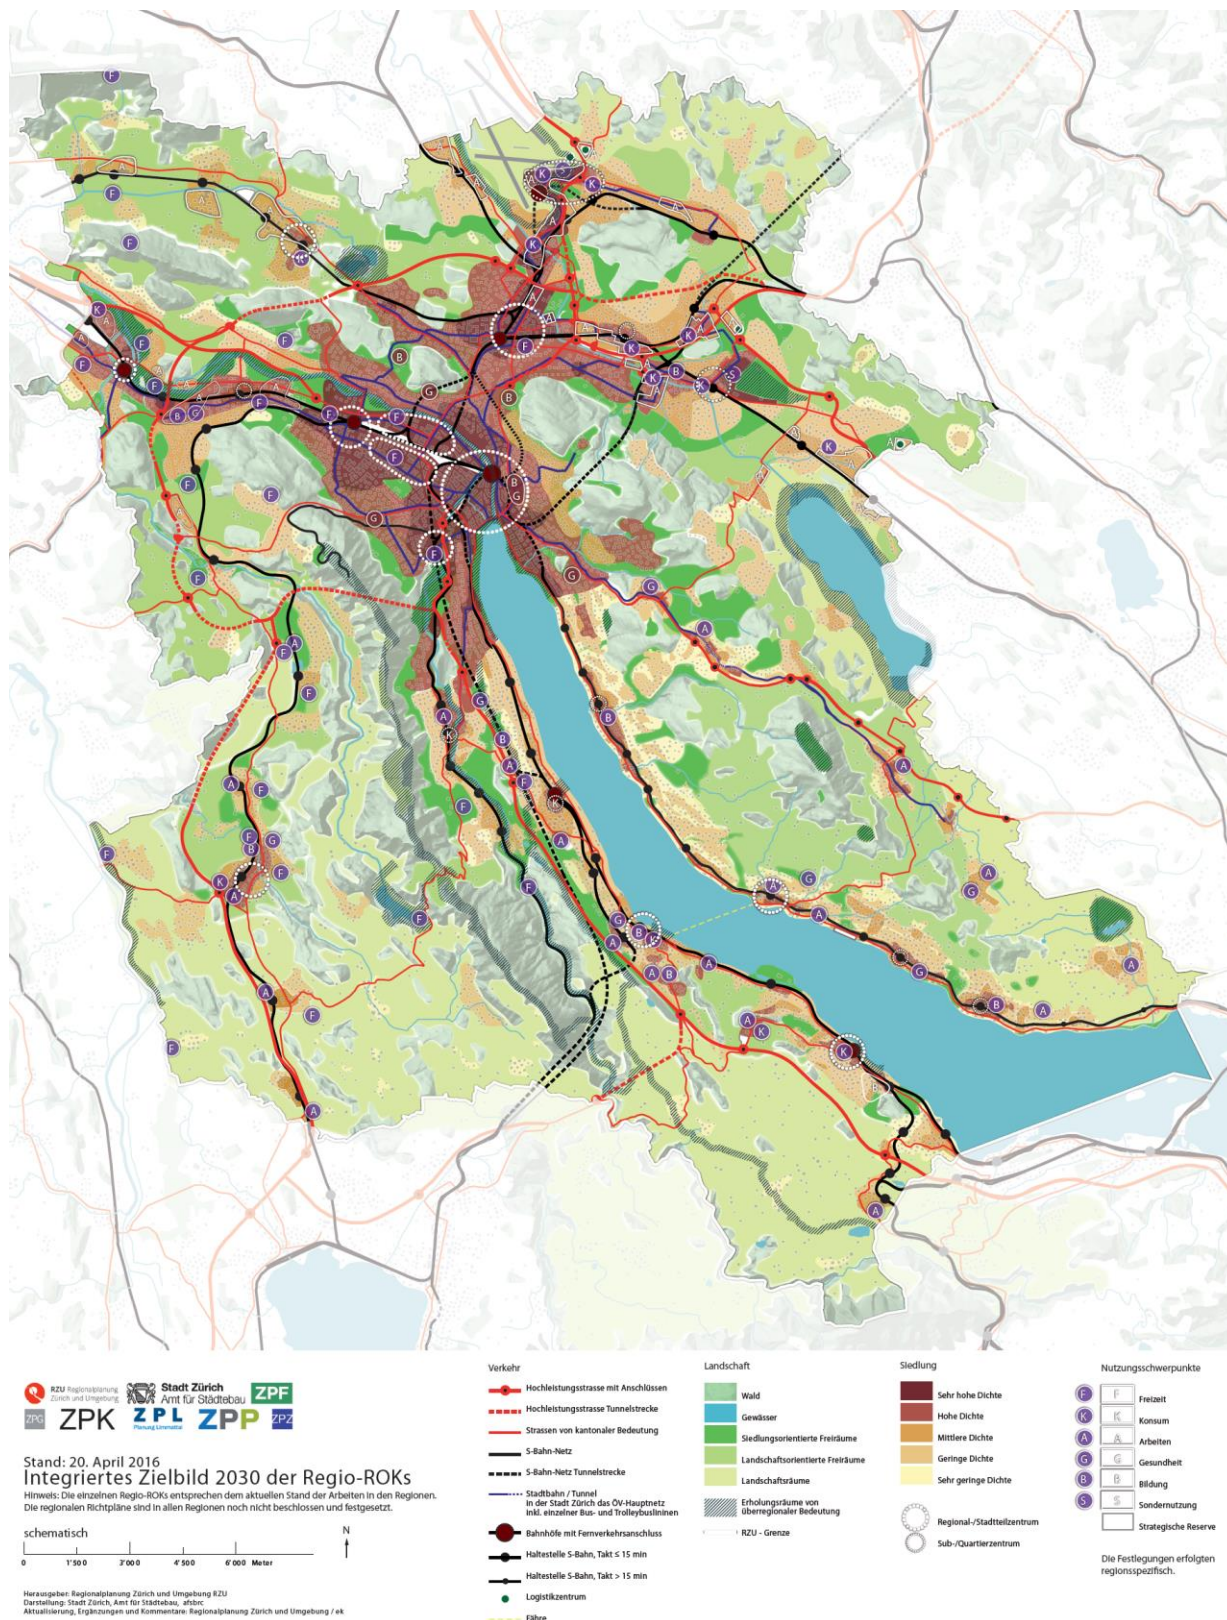 RZU Regionalplanung
Zürich und Umgebung
Stadt Zürich
Amt für Städtebau
ZPF
ZPG
ZPK
ZPL
Planung Limmattal
ZPP
ZPZ
Stand: 20. April 2016
Integriertes Zielbild 2030 der Regio-ROKs
Hinweis: Die einzelnen Regio-ROKs entsprechen dem aktuellen Stand der Arbeiten in den Regionen.
Die regionalen Richtpläne sind in allen Regionen noch nicht beschlossen und festgesetzt.
schematisch
N
0 1'500 3'000 4'500 6'000 Meter
Herausgeber: Regionalplanung Zürich und Umgebung RZU
Darstellung: Stadt Zürich, Amt für Städtebau, afsbrc
Aktualisierung, Ergänzungen und Kommentare: Regionalplanung Zürich und Umgebung / ek
Verkehr
Hochleistungsstrasse mit Anschlüssen
Hochleistungsstrasse Tunnelstrecke
Strassen von kantonaler Bedeutung
S-Bahn-Netz
S-Bahn-Netz Tunnelstrecke
Stadtbahn / Tunnel
in der Stadt Zürich das ÖV-Hauptnetz
inkl. einzelner Bus- und Trolleybuslininen
Bahnhöfe mit Fernverkehrsanschluss
Haltestelle S-Bahn, Takt ≤ 15 min
Haltestelle S-Bahn, Takt > 15 min
Logistikzentrum
Fähre
Landschaft
Wald
Gewässer
Siedlungsorientierte Freiräume
Landschaftsorientierte Freiräume
Landschaftsräume
Erholungsräume von
überregionaler Bedeutung
RZU - Grenze
Siedlung
Sehr hohe Dichte
Hohe Dichte
Mittlere Dichte
Geringe Dichte
Sehr geringe Dichte
Regional-/Stadtteilzentrum
Sub-/Quartierzentrum
Nutzungsschwerpunkte
F F Freizeit
K K Konsum
A A Arbeiten
G G Gesundheit
B B Bildung
S S Sondernutzung
Strategische Reserve
Die Festlegungen erfolgten
regionsspezifisch.